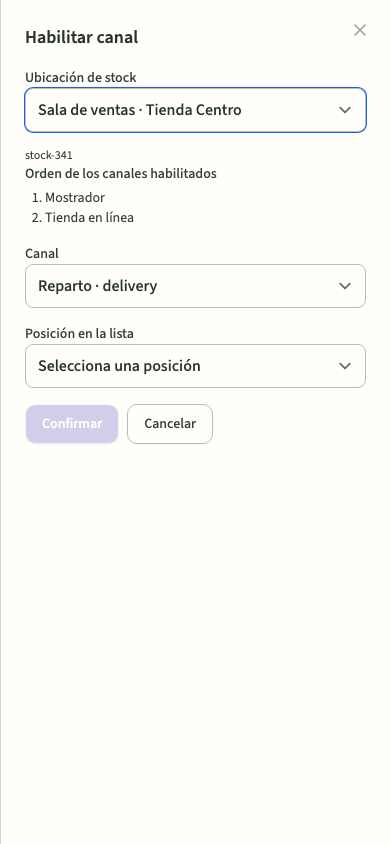 Habilitar canal
Ubicación de stock
Sala de ventas · Tienda Centro
stock-341
Orden de los canales habilitados
1. Mostrador
2. Tienda en línea
Canal
Reparto · delivery
Posición en la lista
Selecciona una posición
Confirmar
Cancelar